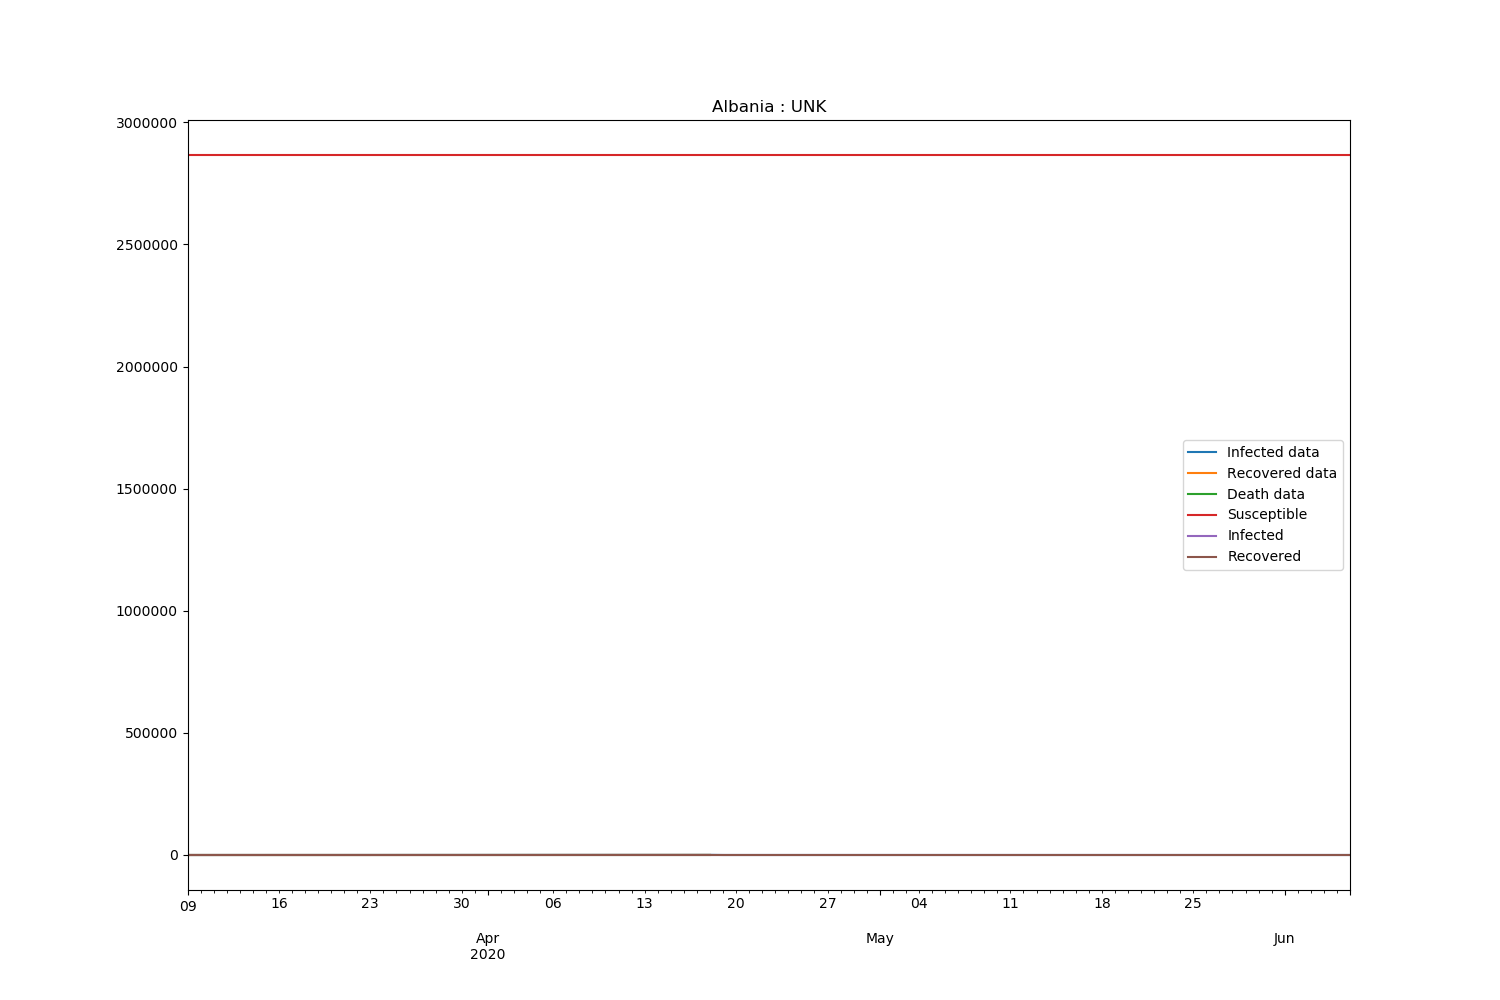 Albania : UNK
3000000
2500000
2000000
1500000
1000000
500000
0
Infected data
Recovered data
Death data
Susceptible
Infected
Recovered
09 16 23 30 06 13 20 27 04 11 18 25
Apr May Jun
2020